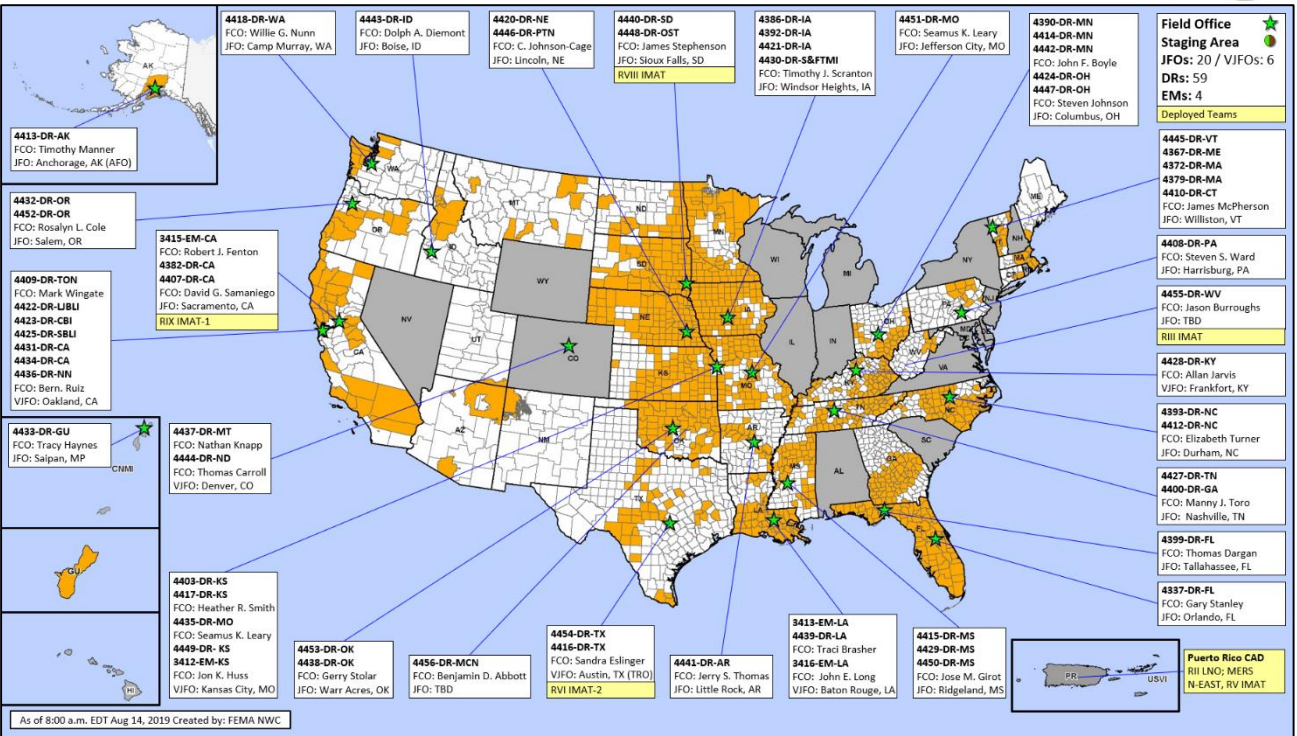 4418-DR-WA
FCO: Willie G. Nunn
JFO: Camp Murray, WA
4443-DR-ID
FCO: Dolph A. Diemont
JFO: Boise, ID
4420-DR-NE
4446-DR-PTN
FCO: C. Johnson-Cage
JFO: Lincoln, NE
4440-DR-SD
4448-DR-OST
FCO: James Stephenson
JFO: Sioux Falls, SD
RVIII IMAT
4386-DR-IA
4392-DR-IA
4421-DR-IA
4430-DR-S&FTMI
FCO: Timothy J. Scranton
JFO: Windsor Heights, IA
4451-DR-MO
FCO: Seamus K. Leary
JFO: Jefferson City, MO
4390-DR-MN
4414-DR-MN
4442-DR-MN
FCO: John F. Boyle
4424-DR-OH
4447-DR-OH
FCO: Steven Johnson
JFO: Columbus, OH
Field Office
Staging Area
JFOs: 20 / VJFOs: 6
DRs: 59
EMs: 4
Deployed Teams
AK
4413-DR-AK
FCO: Timothy Manner
JFO: Anchorage, AK (AFO)
4445-DR-VT
4367-DR-ME
4372-DR-MA
4379-DR-MA
4410-DR-CT
FCO: James McPherson
JFO: Williston, VT
4432-DR-OR
4452-DR-OR
FCO: Rosalyn L. Cole
JFO: Salem, OR
3415-EM-CA
FCO: Robert J. Fenton
4382-DR-CA
4407-DR-CA
FCO: David G. Samaniego
JFO: Sacramento, CA
RIX IMAT-1
4408-DR-PA
FCO: Steven S. Ward
JFO: Harrisburg, PA
4409-DR-TON
FCO: Mark Wingate
4422-DR-LJBLI
4423-DR-CBI
4425-DR-SBLI
4431-DR-CA
4434-DR-CA
4436-DR-NN
FCO: Bern. Ruiz
VJFO: Oakland, CA
4455-DR-WV
FCO: Jason Burroughs
JFO: TBD
RIII IMAT
4428-DR-KY
FCO: Allan Jarvis
VJFO: Frankfort, KY
4393-DR-NC
4412-DR-NC
FCO: Elizabeth Turner
JFO: Durham, NC
4433-DR-GU
FCO: Tracy Haynes
JFO: Saipan, MP
CNMI
4437-DR-MT
FCO: Nathan Knapp
4444-DR-ND
FCO: Thomas Carroll
VJFO: Denver, CO
4427-DR-TN
4400-DR-GA
FCO: Manny J. Toro
JFO: Nashville, TN
4399-DR-FL
FCO: Thomas Dargan
JFO: Tallahassee, FL
4337-DR-FL
FCO: Gary Stanley
JFO: Orlando, FL
WA
MT
ND
MN
OR
ID
SD
WI
MI
NY
ME
NH
CT
WY
NE
IA
PA
NJ
NV
UT
CO
KS
MO
IL
IN
OH
WV
VA
KY
CA
AZ
NM
OK
AR
TN
NC
SC
TX
LA
MS
AL
GA
FL
GU
HI
4403-DR-KS
4417-DR-KS
FCO: Heather R. Smith
4435-DR-MO
FCO: Seamus K. Leary
4449-DR- KS
3412-EM-KS
FCO: Jon K. Huss
VJFO: Kansas City, MO
4453-DR-OK
4438-DR-OK
FCO: Gerry Stolar
JFO: Warr Acres, OK
4456-DR-MCN
FCO: Benjamin D. Abbott
JFO: TBD
4454-DR-TX
4416-DR-TX
FCO: Sandra Eslinger
VJFO: Austin, TX (TRO)
RVI IMAT-2
4441-DR-AR
FCO: Jerry S. Thomas
JFO: Little Rock, AR
3413-EM-LA
4439-DR-LA
FCO: Traci Brasher
3416-EM-LA
FCO: John E. Long
VJFO: Baton Rouge, LA
4415-DR-MS
4429-DR-MS
4450-DR-MS
FCO: Jose M. Girot
JFO: Ridgeland, MS
PR
USVI
Puerto Rico CAD
RII LNO; MERS
N-EAST, RV IMAT
As of 8:00 a.m. EDT Aug 14, 2019 Created by: FEMA NWC